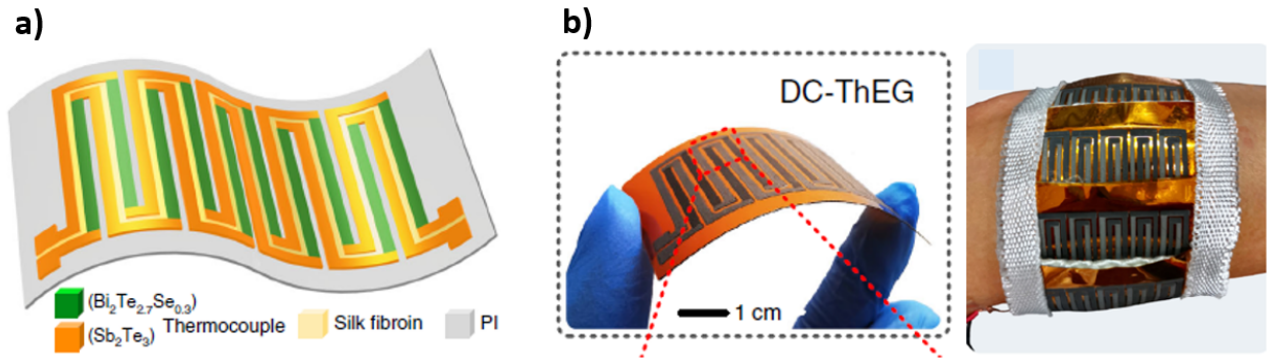 a)
(Bi₂Te₂.₇Se₀.₃)
(Sb₂Te₃)
Thermocouple
Silk fibroin
PI
b)
DC-ThEG
1 cm